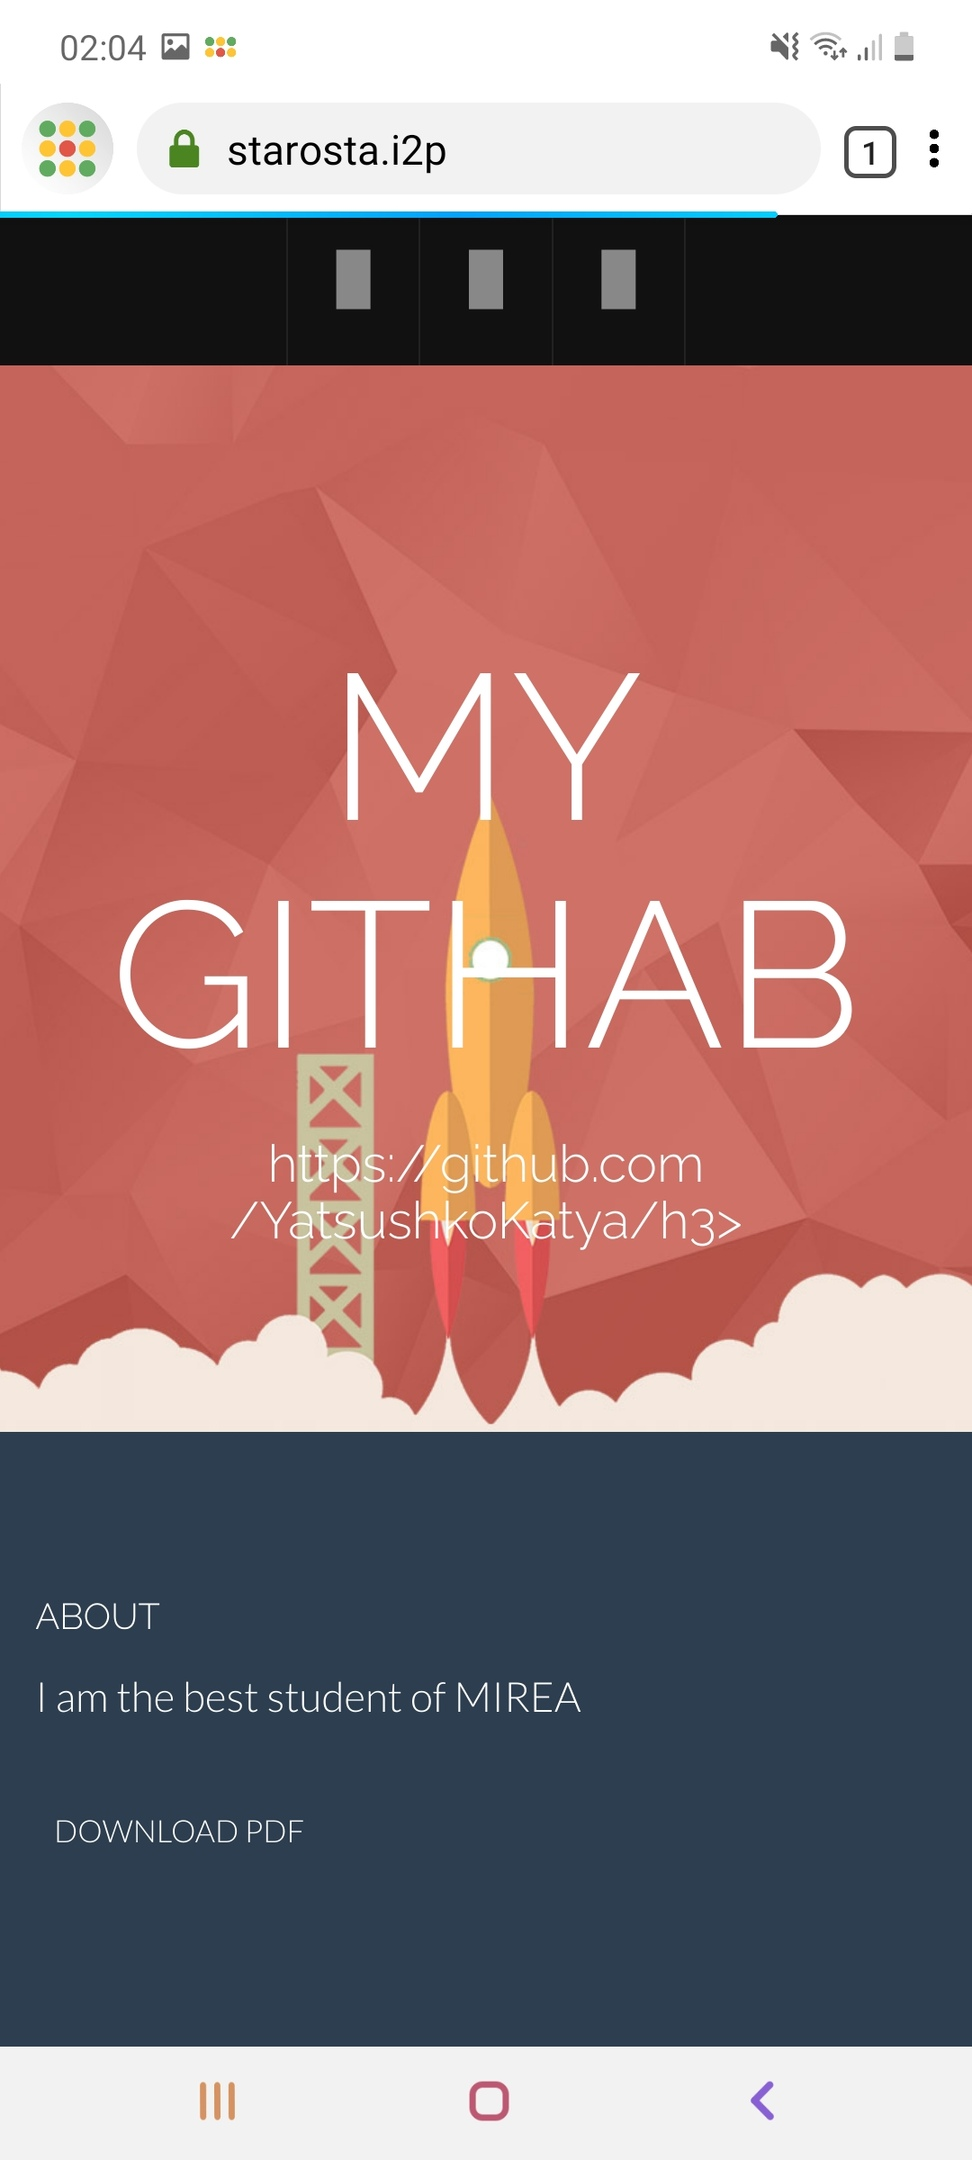 02:04
starosta.i2p
1
MY
GITHAB
https://github.com
/YatsushkoKatya/h3>
ABOUT
I am the best student of MIREA
DOWNLOAD PDF